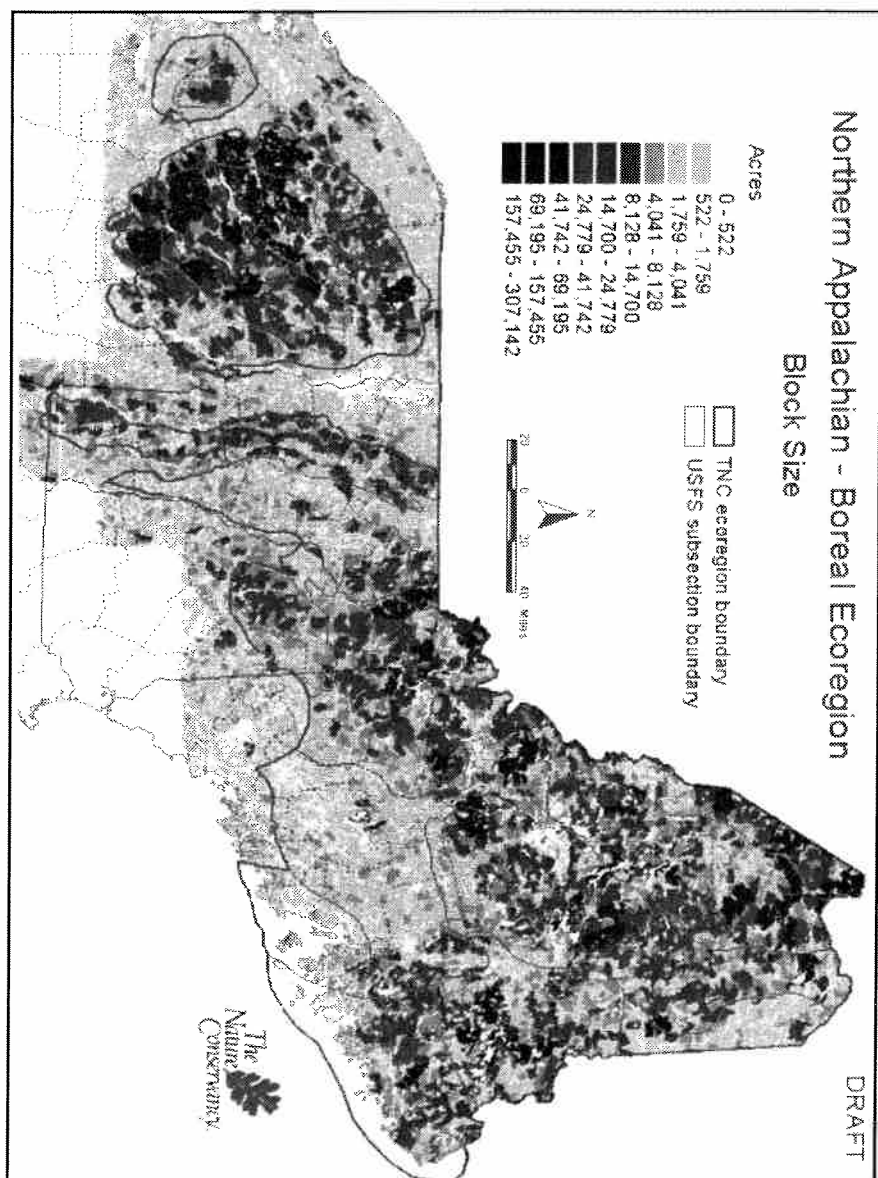 Northern Appalachian - Boreal Ecoregion
Block Size
DRAFT
Acres
0 - 522
522 - 1,759
1,759 - 4,041
4,041 - 8,128
8,128 - 14,700
14,700 - 24,779
24,779 - 41,742
41,742 - 69,195
69,195 - 157,455
157,455 - 307,142
TNC ecoregion boundary
USFS subsection boundary
N
20 0 20 40 Miles
The
Nature
Conservancy.